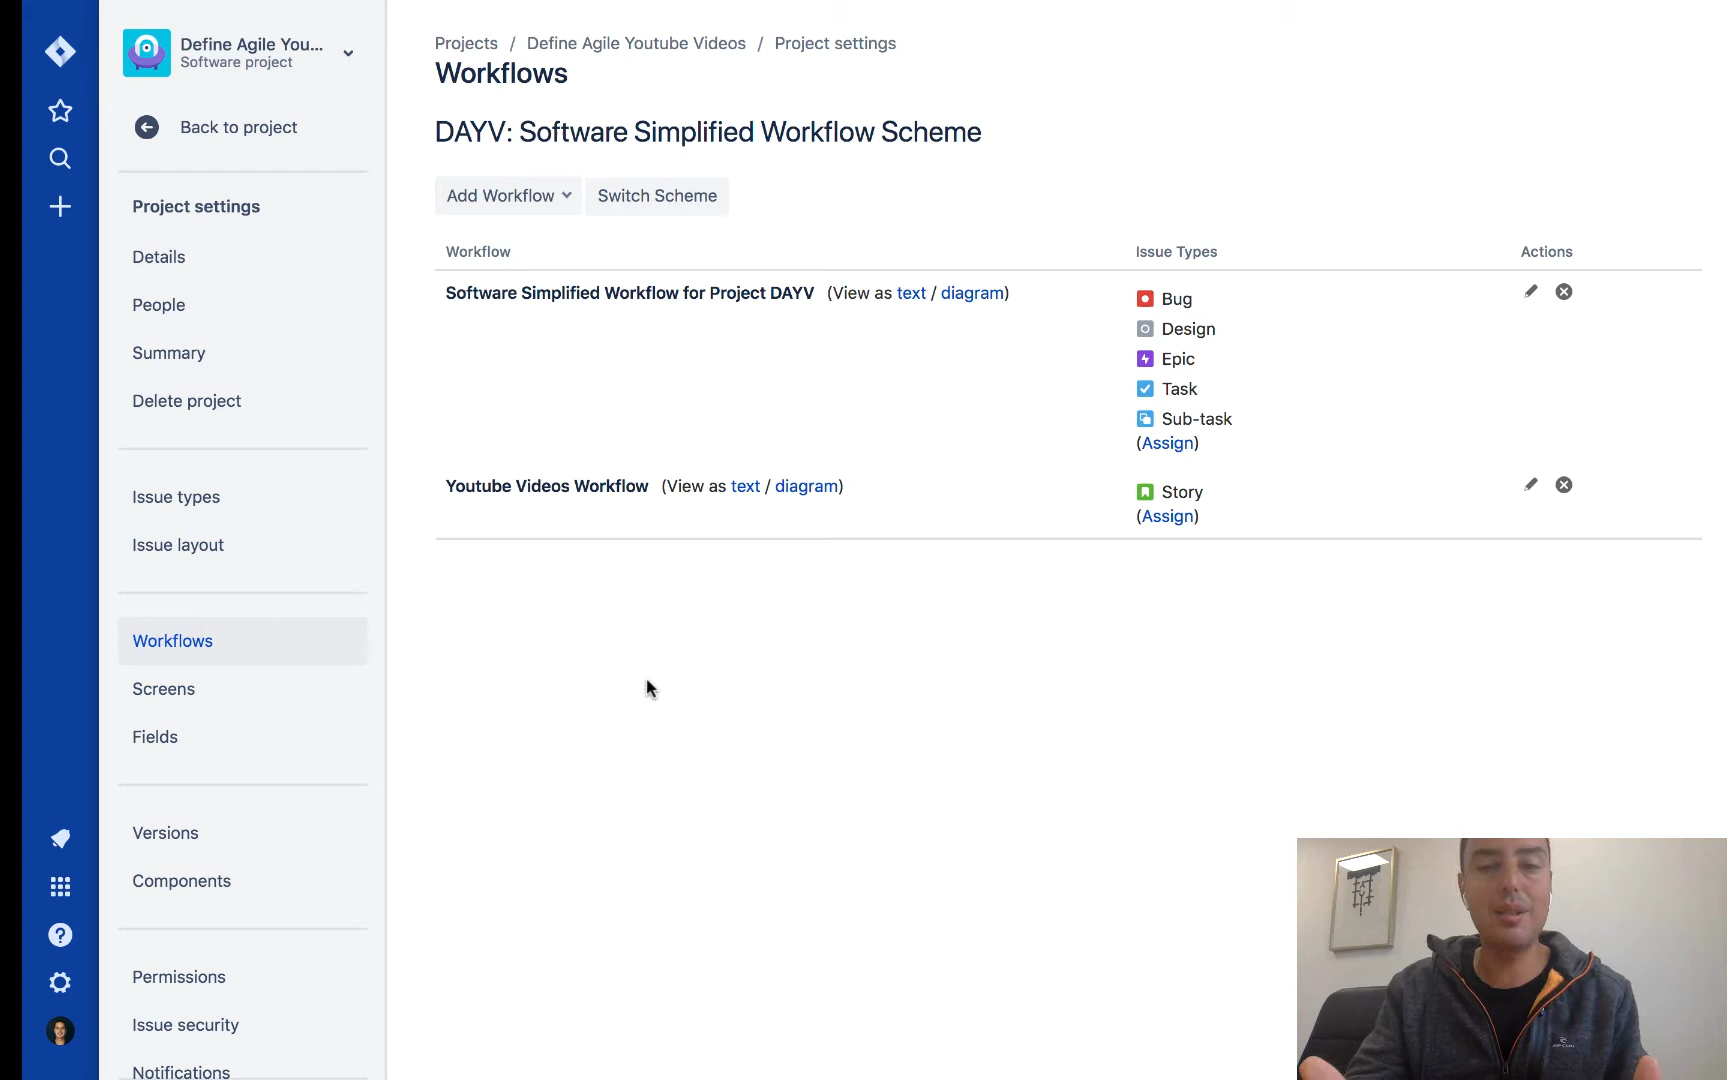 Define Agile You...
Software project
Back to project
Project settings
Details
People
Summary
Delete project
Issue types
Issue layout
Workflows
Screens
Fields
Versions
Components
Permissions
Issue security
Notifications
Projects / Define Agile Youtube Videos / Project settings
Workflows
DAYV: Software Simplified Workflow Scheme
Add Workflow Switch Scheme
Workflow Issue Types Actions
Software Simplified Workflow for Project DAYV (View as text / diagram)
Bug
Design
Epic
Task
Sub-task
(Assign)
Youtube Videos Workflow (View as text / diagram)
Story
(Assign)